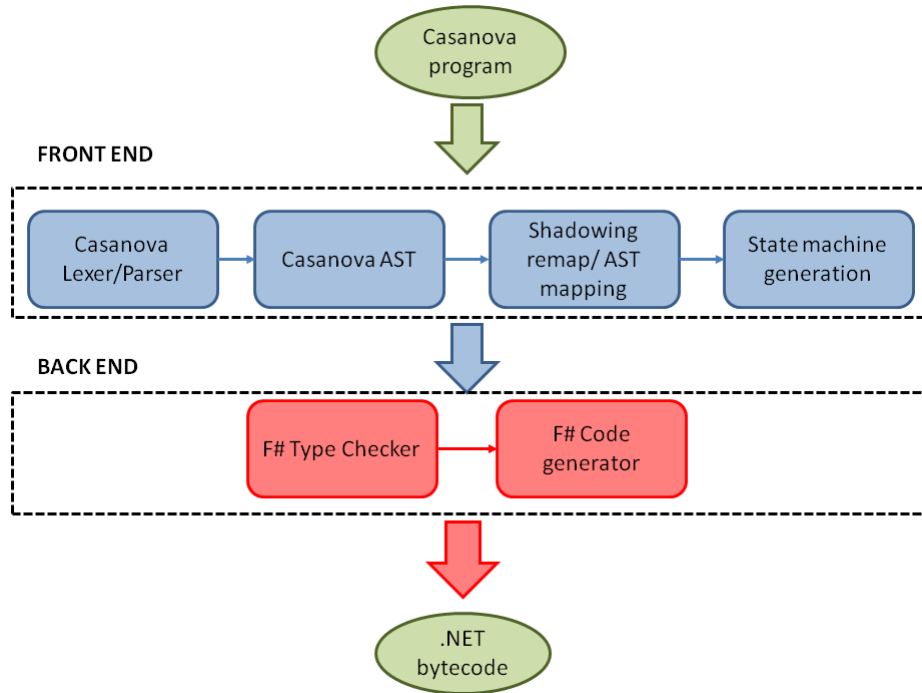 Casanova
program
FRONT END
Casanova
Lexer/Parser
Casanova AST
Shadowing
remap/ AST
mapping
State machine
generation
BACK END
F# Type Checker
F# Code
generator
.NET
bytecode